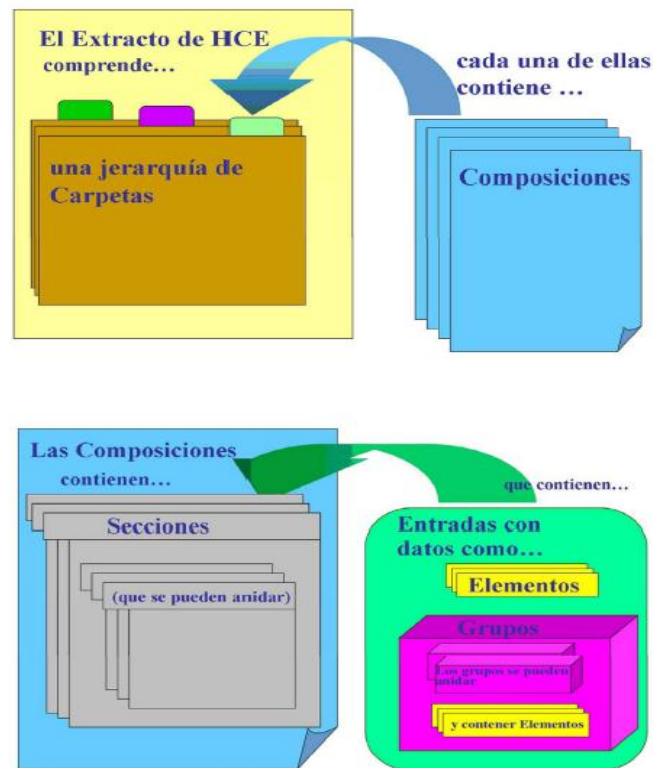 El Extracto de HCE
comprende…
cada una de ellas
contiene …
una jerarquía de
Carpetas
Composiciones
Las Composiciones
contienen…
que contienen…
Secciones
(que se pueden anidar)
Entradas con
datos como…
Elementos
Grupos
Los grupos se pueden
anidar
y contener Elementos